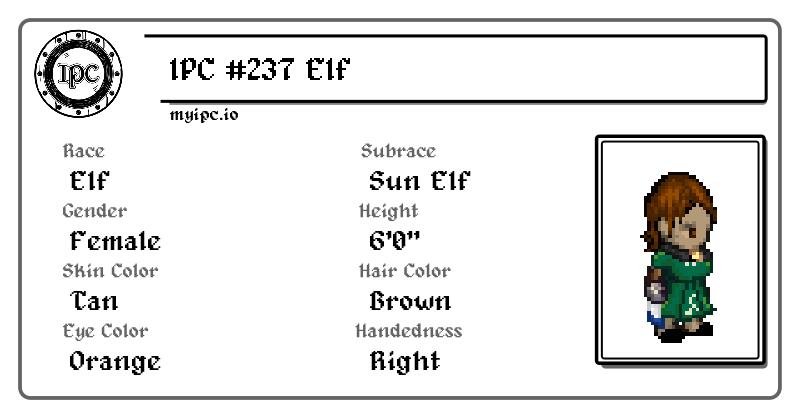 IPC
IPC #237 Elf
myipc.io
Race
Elf
Subrace
Sun Elf
Gender
Female
Height
6'0"
Skin Color
Tan
Hair Color
Brown
Eye Color
Orange
Handedness
Right